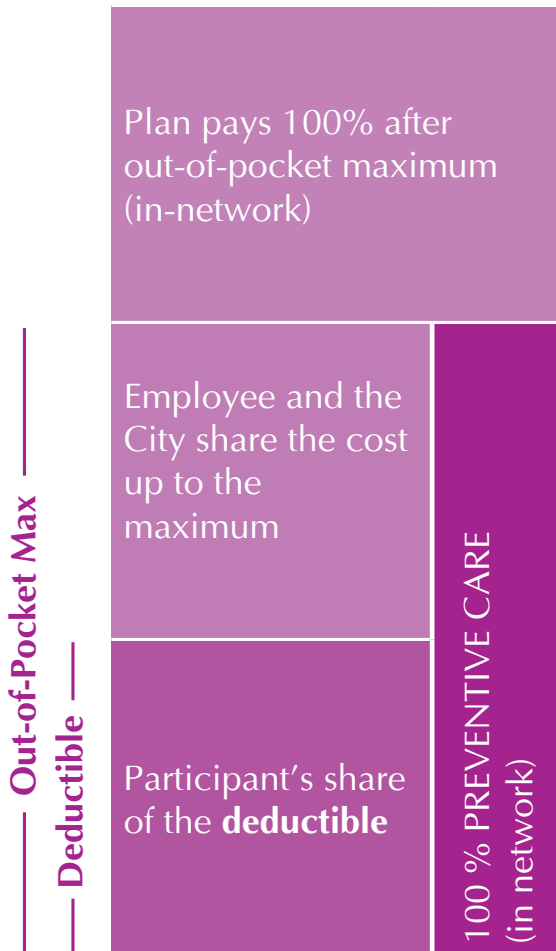 Plan pays 100% after
out-of-pocket maximum
(in-network)
Employee and the
City share the cost
up to the
maximum
Participant’s share
of the deductible
Out-of-Pocket Max
Deductible
100 % PREVENTIVE CARE
(in network)